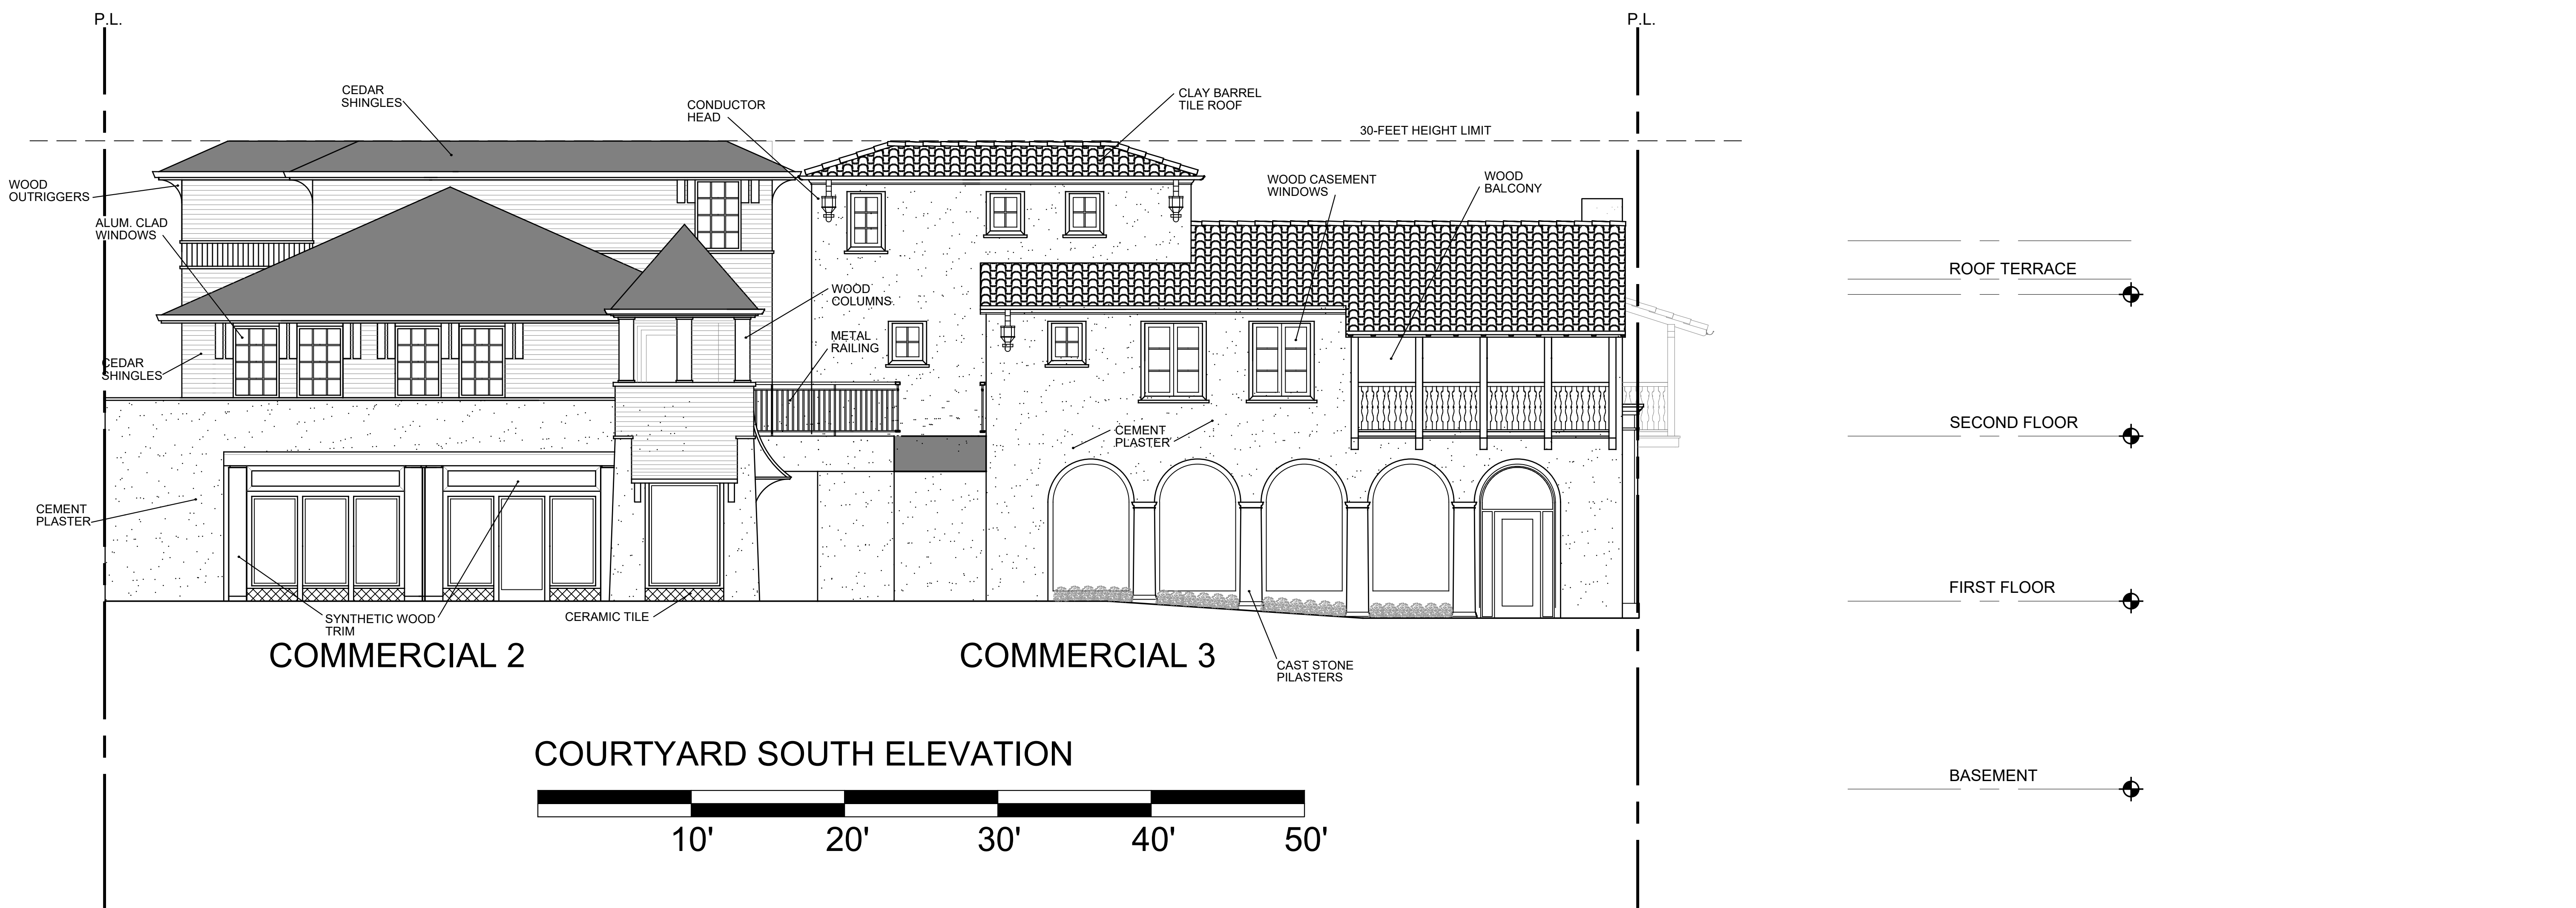 P.L.
P.L.
CEDAR
SHINGLES
CONDUCTOR
HEAD
CLAY BARREL
TILE ROOF
30-FEET HEIGHT LIMIT
WOOD
OUTRIGGERS
WOOD CASEMENT
WINDOWS
WOOD
BALCONY
ALUM. CLAD
WINDOWS
ROOF TERRACE
WOOD
COLUMNS
METAL
RAILING
CEDAR
SHINGLES
SECOND FLOOR
CEMENT
PLASTER
CEMENT
PLASTER
FIRST FLOOR
SYNTHETIC WOOD
TRIM
CERAMIC TILE
COMMERCIAL 2
COMMERCIAL 3
CAST STONE
PILASTERS
COURTYARD SOUTH ELEVATION
BASEMENT
10' 20' 30' 40' 50'